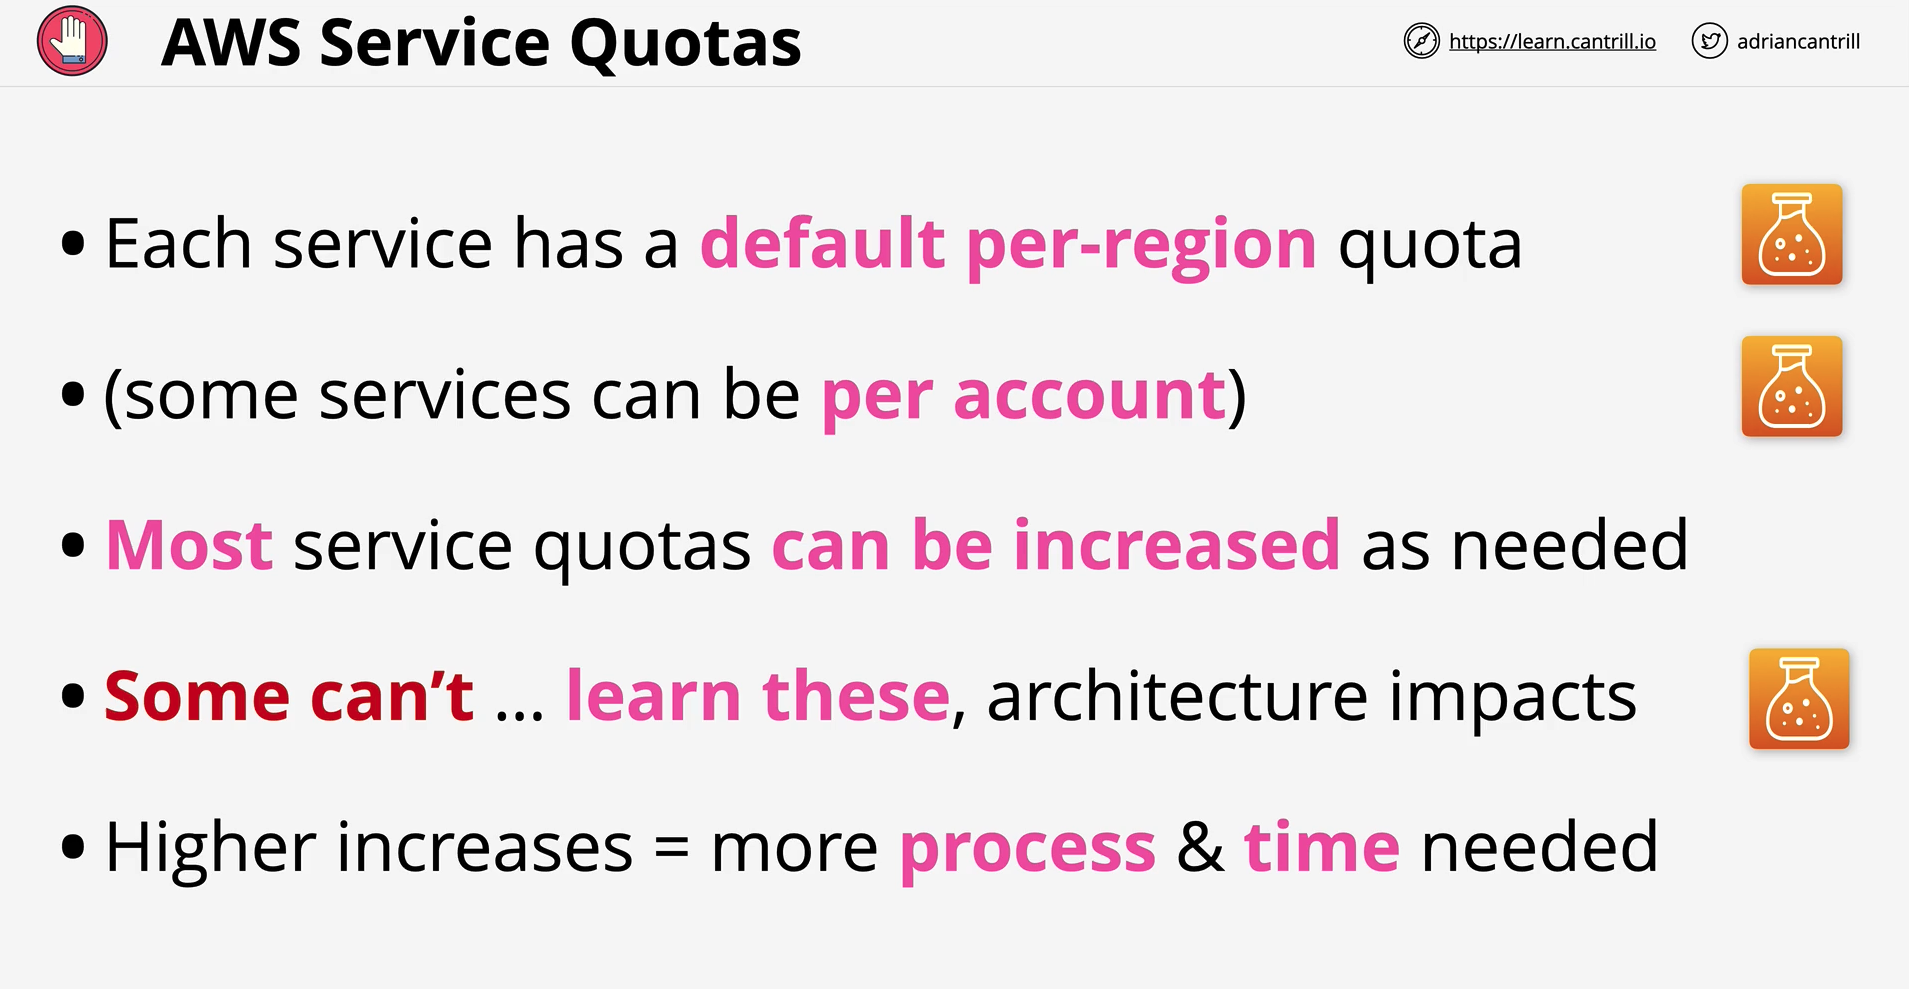 AWS Service Quotas
https://learn.cantrill.io
adriancantrill
• Each service has a default per-region quota
• (some services can be per account)
• Most service quotas can be increased as needed
• Some can’t ... learn these, architecture impacts
• Higher increases = more process & time needed